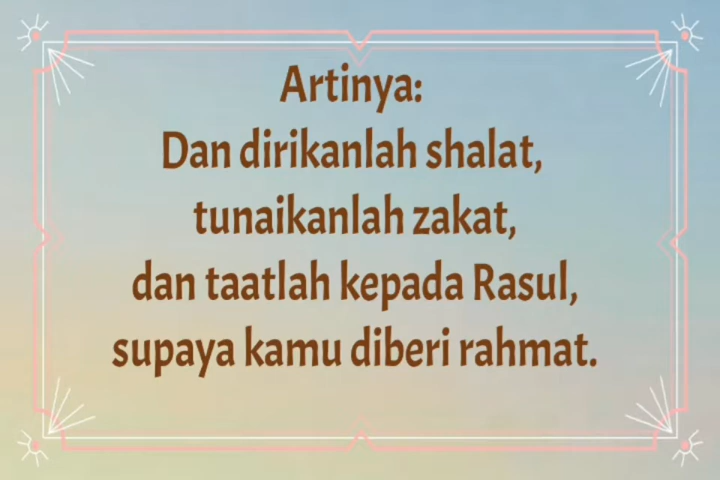 Artinya:
Dan dirikanlah shalat,
tunaikanlah zakat,
dan taatlah kepada Rasul,
supaya kamu diberi rahmat.